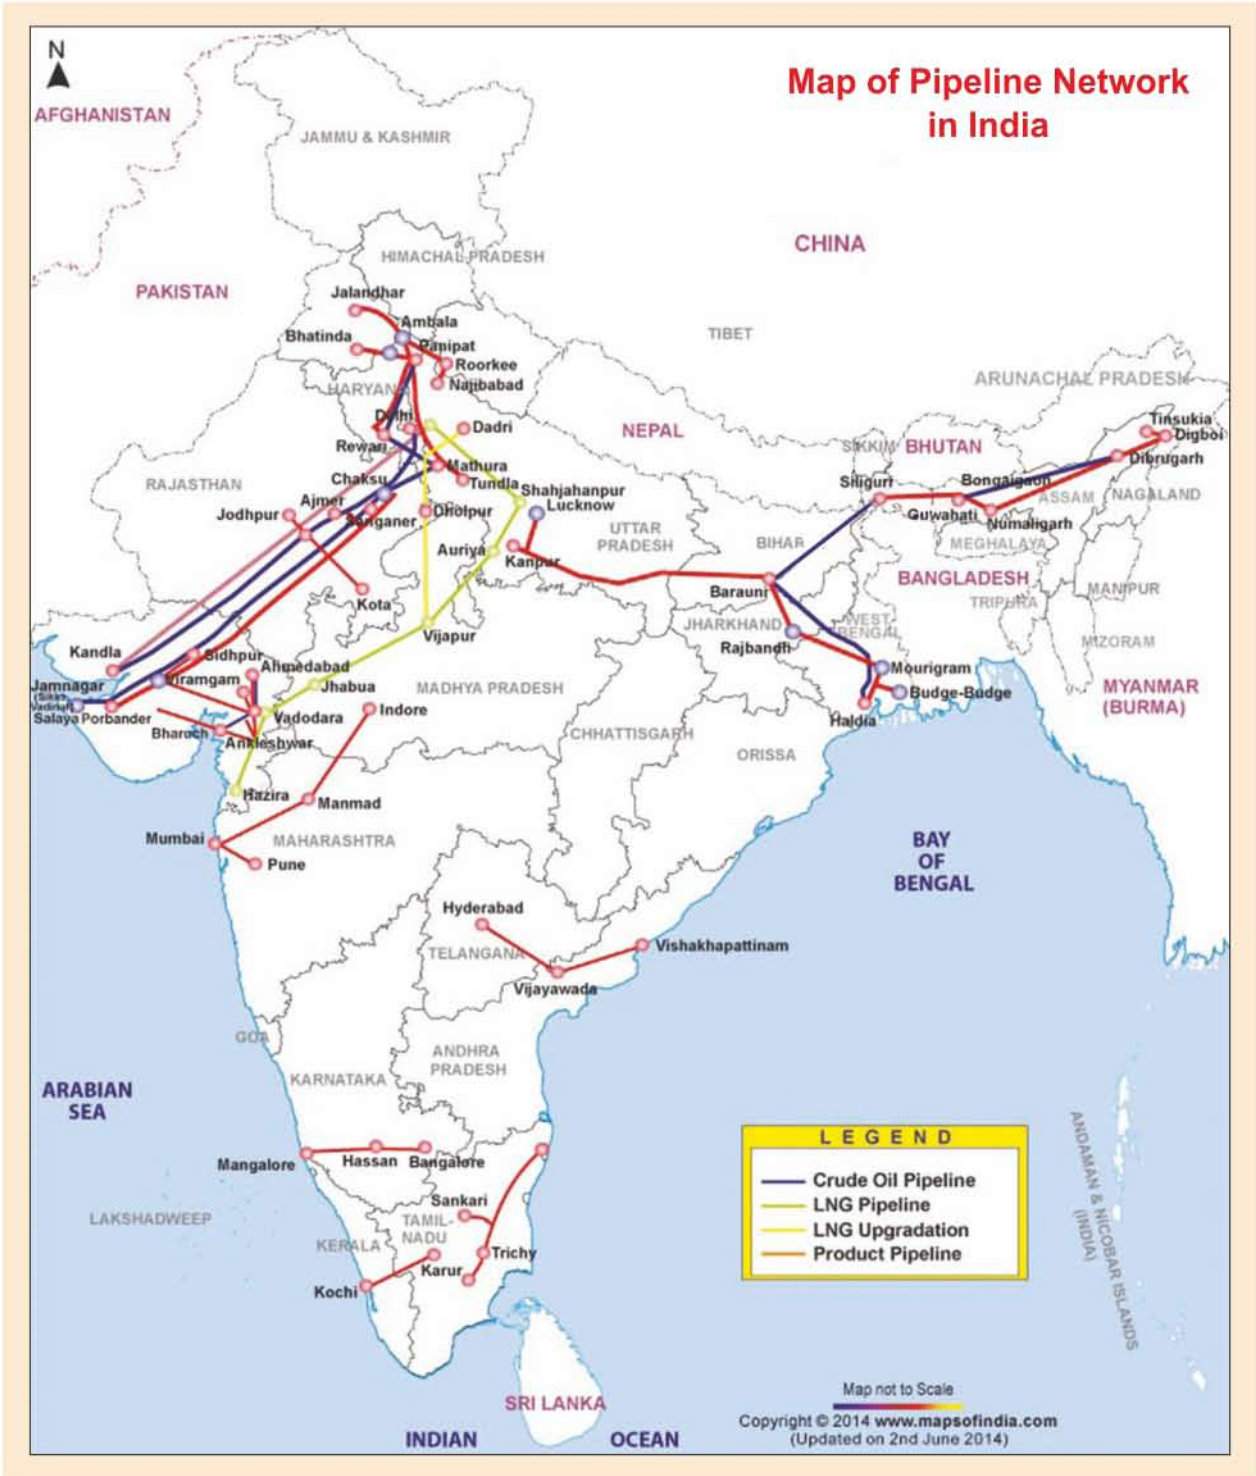 N
Map of Pipeline Network
in India
AFGHANISTAN
JAMMU & KASHMIR
CHINA
HIMACHAL PRADESH
PAKISTAN
Jalandhar
TIBET
Ambala
Bhatinda
Panipat
Roorkee
Najibabad
HARYANA
ARUNACHAL PRADESH
Delhi
Dadri
NEPAL
Tinsukia
Digboi
Rewari
SIKKIM
BHUTAN
Dibrugarh
Mathura
Chaksu
Tundla
RAJASTHAN
Shahjahanpur
Lucknow
Siliguri
Bongaigaon
ASSAM
NAGALAND
Ajmer
Jodhpur
Sanganer
Dholpur
Guwahati
Numaligarh
UTTAR
PRADESH
BIHAR
MEGHALAYA
Auriya
Kanpur
BANGLADESH
Barauni
MANIPUR
TRIPURA
Kota
Vijapur
JHARKHAND
WEST
BENGAL
MIZORAM
Kandla
Sidhpur
Rajbandh
Ahmedabad
Mourigram
Viramgam
Jamnagar
Jhabua
MADHYA PRADESH
Budge-Budge
MYANMAR
(BURMA)
(Sikka
Vadinar)
Salaya
Porbander
Vadodara
Indore
Haldia
Bharuch
Ankleshwar
CHHATTISGARH
ORISSA
Hazira
Manmad
Mumbai
MAHARASHTRA
Pune
BAY
OF
BENGAL
Hyderabad
TELANGANA
Vishakhapattinam
Vijayawada
GOA
ANDHRA
PRADESH
KARNATAKA
ARABIAN
SEA
Mangalore
Hassan
Bangalore
LEGEND
Crude Oil Pipeline
LNG Pipeline
LNG Upgradation
Product Pipeline
Sankari
LAKSHADWEEP
TAMIL-
NADU
KERALA
Trichy
Karur
Kochi
ANDAMAN & NICOBAR ISLANDS
(INDIA)
SRI LANKA
Map not to Scale
Copyright © 2014 www.mapsofindia.com
(Updated on 2nd June 2014)
INDIAN
OCEAN